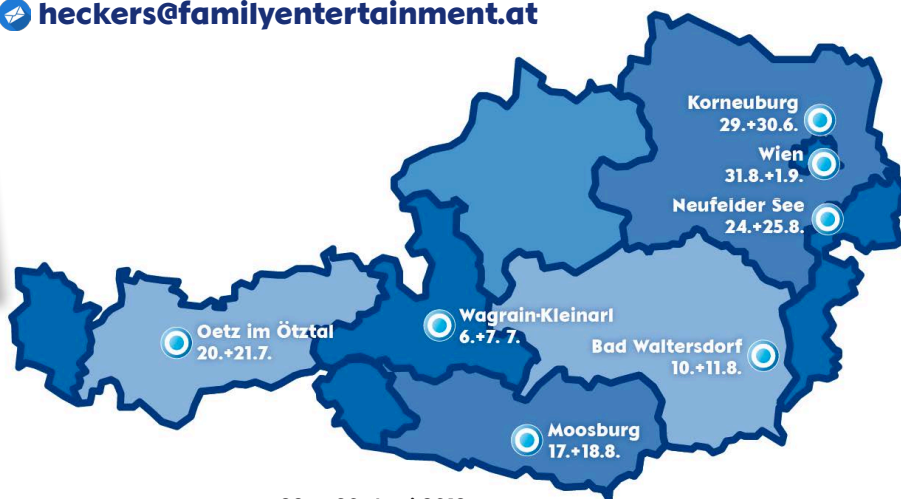 heckers@familyentertainment.at
Korneuburg
29.+30.6.
Wien
31.8.+1.9.
Neufelder See
24.+25.8.
Wagrain-Kleinarl
6.+7. 7.
Oetz im Ötztal
20.+21.7.
Bad Waltersdorf
10.+11.8.
Moosburg
17.+18.8.